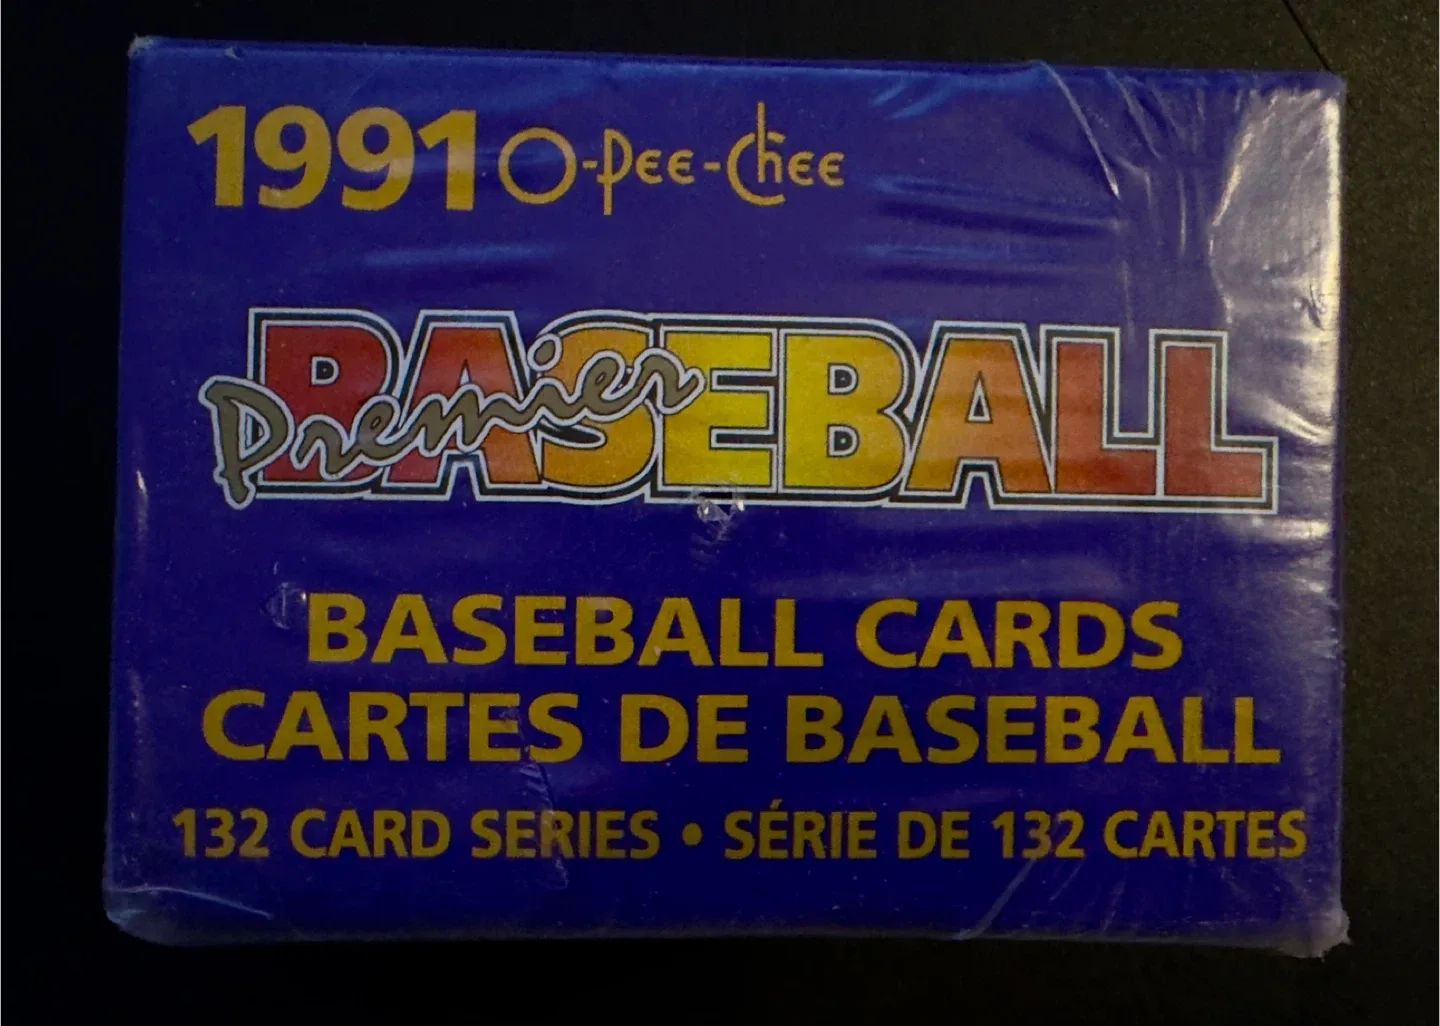 1991 O-Pee-Chee
Premier BASEBALL
BASEBALL CARDS
CARTES DE BASEBALL
132 CARD SERIES • SÉRIE DE 132 CARTES